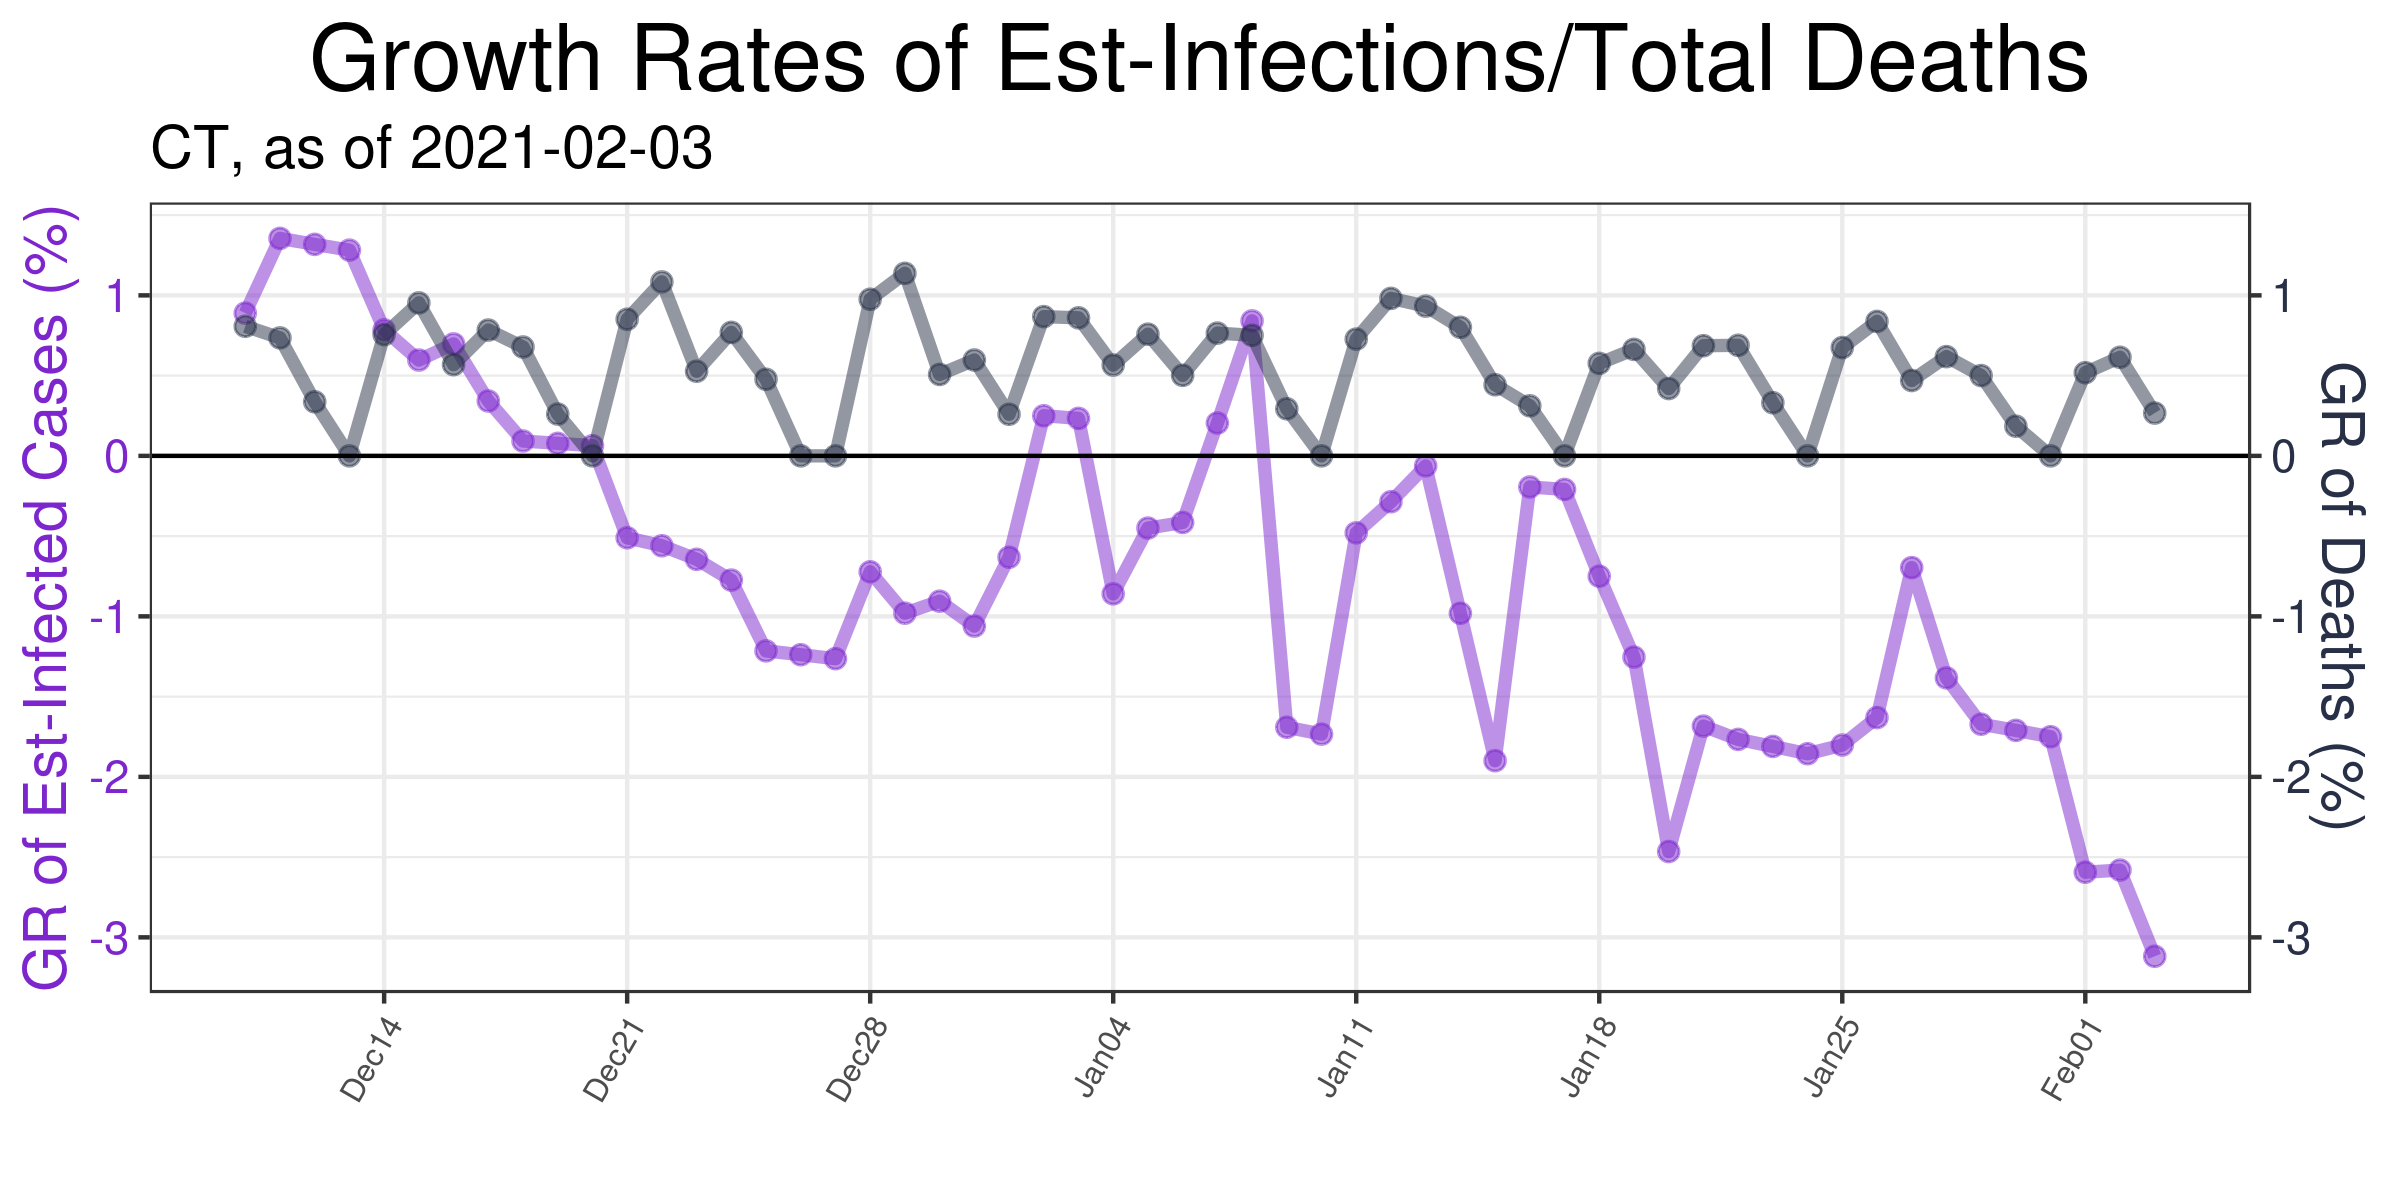 Growth Rates of Est-Infections/Total Deaths
CT, as of 2021-02-03
GR of Est-Infected Cases (%)
1
0
-1
-2
-3
1
0
-1
-2
-3
GR of Deaths (%)
Dec14
Dec21
Dec28
Jan04
Jan11
Jan18
Jan25
Feb01